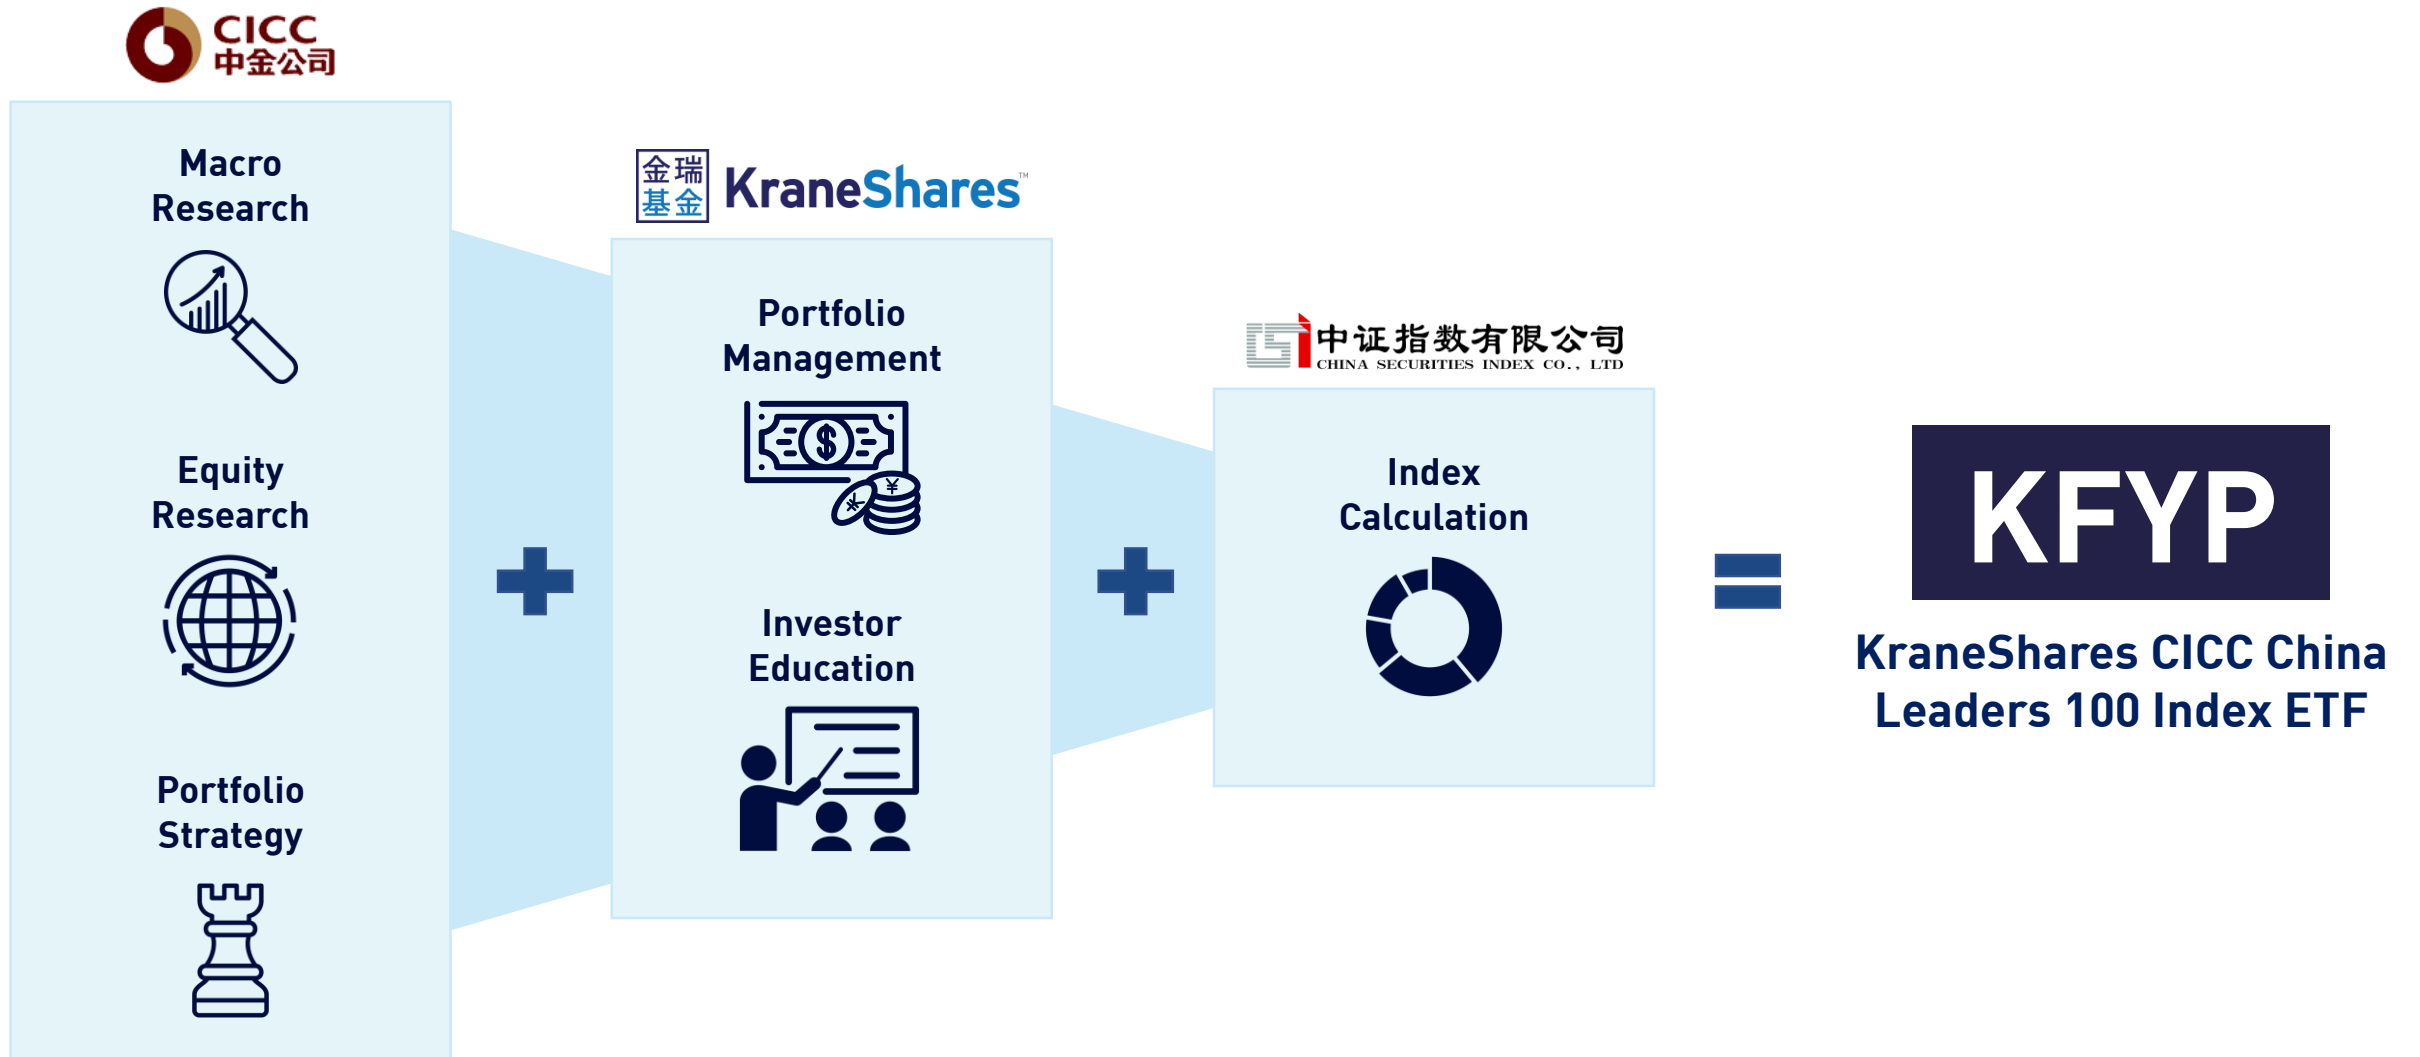 CICC
中金公司
Macro
Research
Equity
Research
Portfolio
Strategy
金瑞
基金
KraneShares™
Portfolio
Management
$
¥
¥
Investor
Education
中证指数有限公司
CHINA SECURITIES INDEX CO., LTD
Index
Calculation
KFYP
KraneShares CICC China
Leaders 100 Index ETF